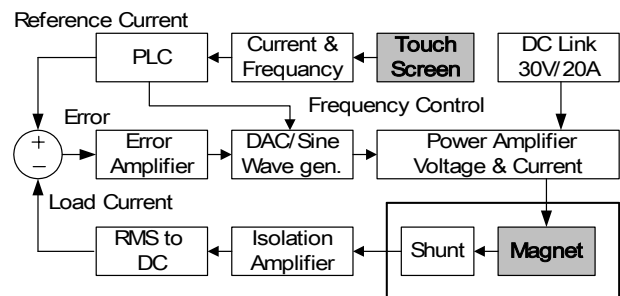 Reference Current
PLC
Current &
Frequancy
Touch
Screen
DC Link
30V/20A
Error
Frequency Control
+
−
Error
Amplifier
DAC/Sine
Wave gen.
Power Amplifier
Voltage & Current
Load Current
RMS to
DC
Isolation
Amplifier
Shunt
Magnet